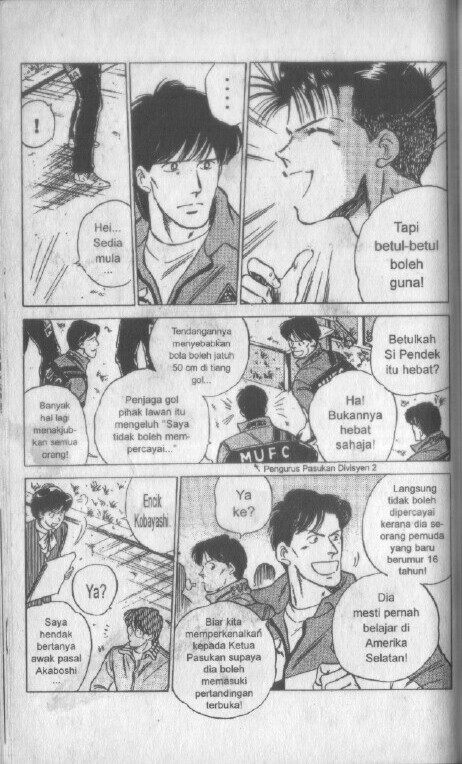 Tapi
betul-betul
boleh
guna!
....
!
Hei...
Sedia
mula
...
Betulkah
Si Pendek
itu hebat?
Ha!
Bukannya
hebat
sahaja!
MUFC
Pengurus Pasukan Divisyen 2
Tendangannya
menyebabkan
bola boleh jatuh
50 cm di tiang
gol...
Penjaga gol
pihak lawan itu
mengeluh "Saya
tidak boleh mem-
percayai..."
Banyak
hal lagi
menakjub-
kan semua
orang!
Langsung
tidak boleh
dipercayai
kerana dia se-
orang pemuda
yang baru
berumur 16
tahun!
Dia
mesti pernah
belajar di
Amerika
Selatan!
Ya
ke?
Biar kita
memperkenalkan
kepada Ketua
Pasukan supaya
dia boleh
memasuki
pertandingan
terbuka!
Encik
Kobayashi
Ya?
Saya
hendak
bertanya
awak pasal
Akaboshi
...